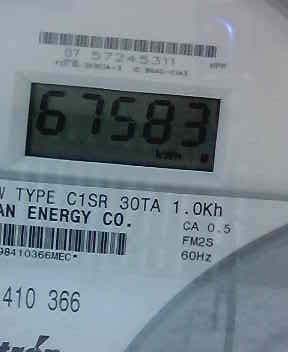 07 57245311
67583
kWh
W TYPE C1SR 30TA 1.0Kh
AN ENERGY CO.
CA 0.5
FM2S
98410366MEC*
60Hz
410 366